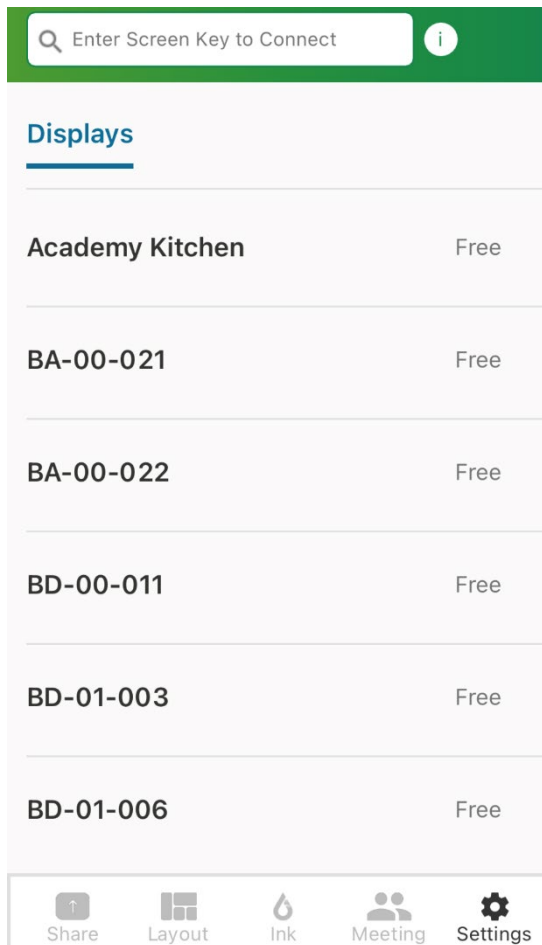 Enter Screen Key to Connect i
Displays
Academy Kitchen Free
BA-00-021 Free
BA-00-022 Free
BD-00-011 Free
BD-01-003 Free
BD-01-006 Free
Share Layout Ink Meeting Settings